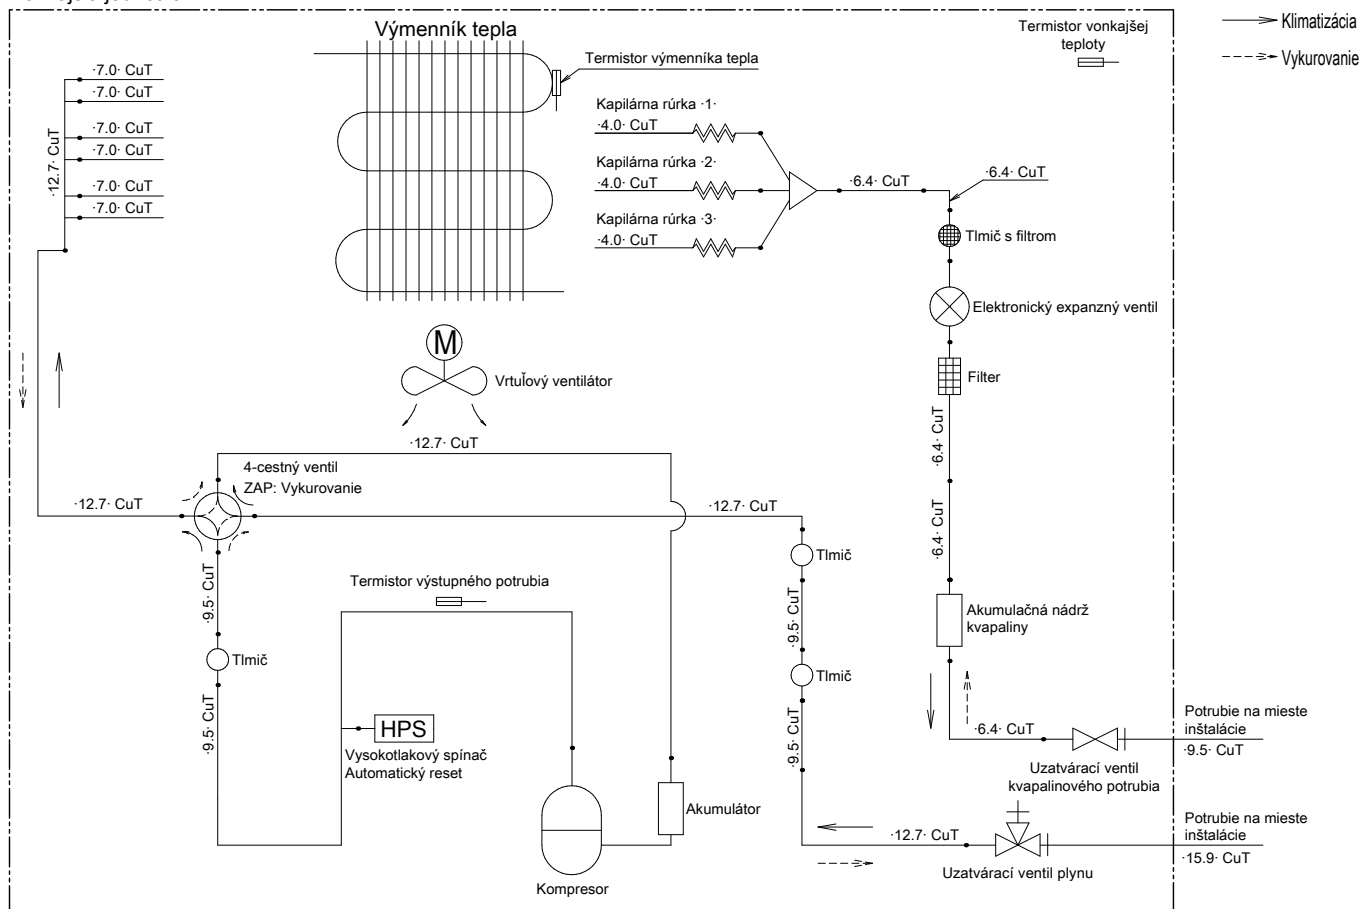 Výmenník tepla
Termistor vonkajšej
teploty
Klimatizácia
Vykurovanie
Termistor výmenníka tepla
·7.0· CuT
·7.0· CuT
·7.0· CuT
·7.0· CuT
·7.0· CuT
·7.0· CuT
·12.7· CuT
Kapilárna rúrka ·1·
·4.0· CuT
Kapilárna rúrka ·2·
·4.0· CuT
Kapilárna rúrka ·3·
·4.0· CuT
·6.4· CuT
·6.4· CuT
Tlmič s filtrom
Elektronický expanzný ventil
Filter
·6.4· CuT
·6.4· CuT
M
Vrtuľový ventilátor
·12.7· CuT
4-cestný ventil
ZAP: Vykurovanie
·12.7· CuT
·12.7· CuT
Tlmič
·9.5· CuT
Tlmič
·9.5· CuT
Termistor výstupného potrubia
·9.5· CuT
Tlmič
·9.5· CuT
HPS
Vysokotlakový spínač
Automatický reset
Akumulačná nádrž
kvapaliny
·6.4· CuT
Potrubie na mieste
inštalácie
·9.5· CuT
Uzatvárací ventil
kvapalinového potrubia
Akumulátor
Kompresor
·12.7· CuT
Potrubie na mieste
inštalácie
·15.9· CuT
Uzatvárací ventil plynu